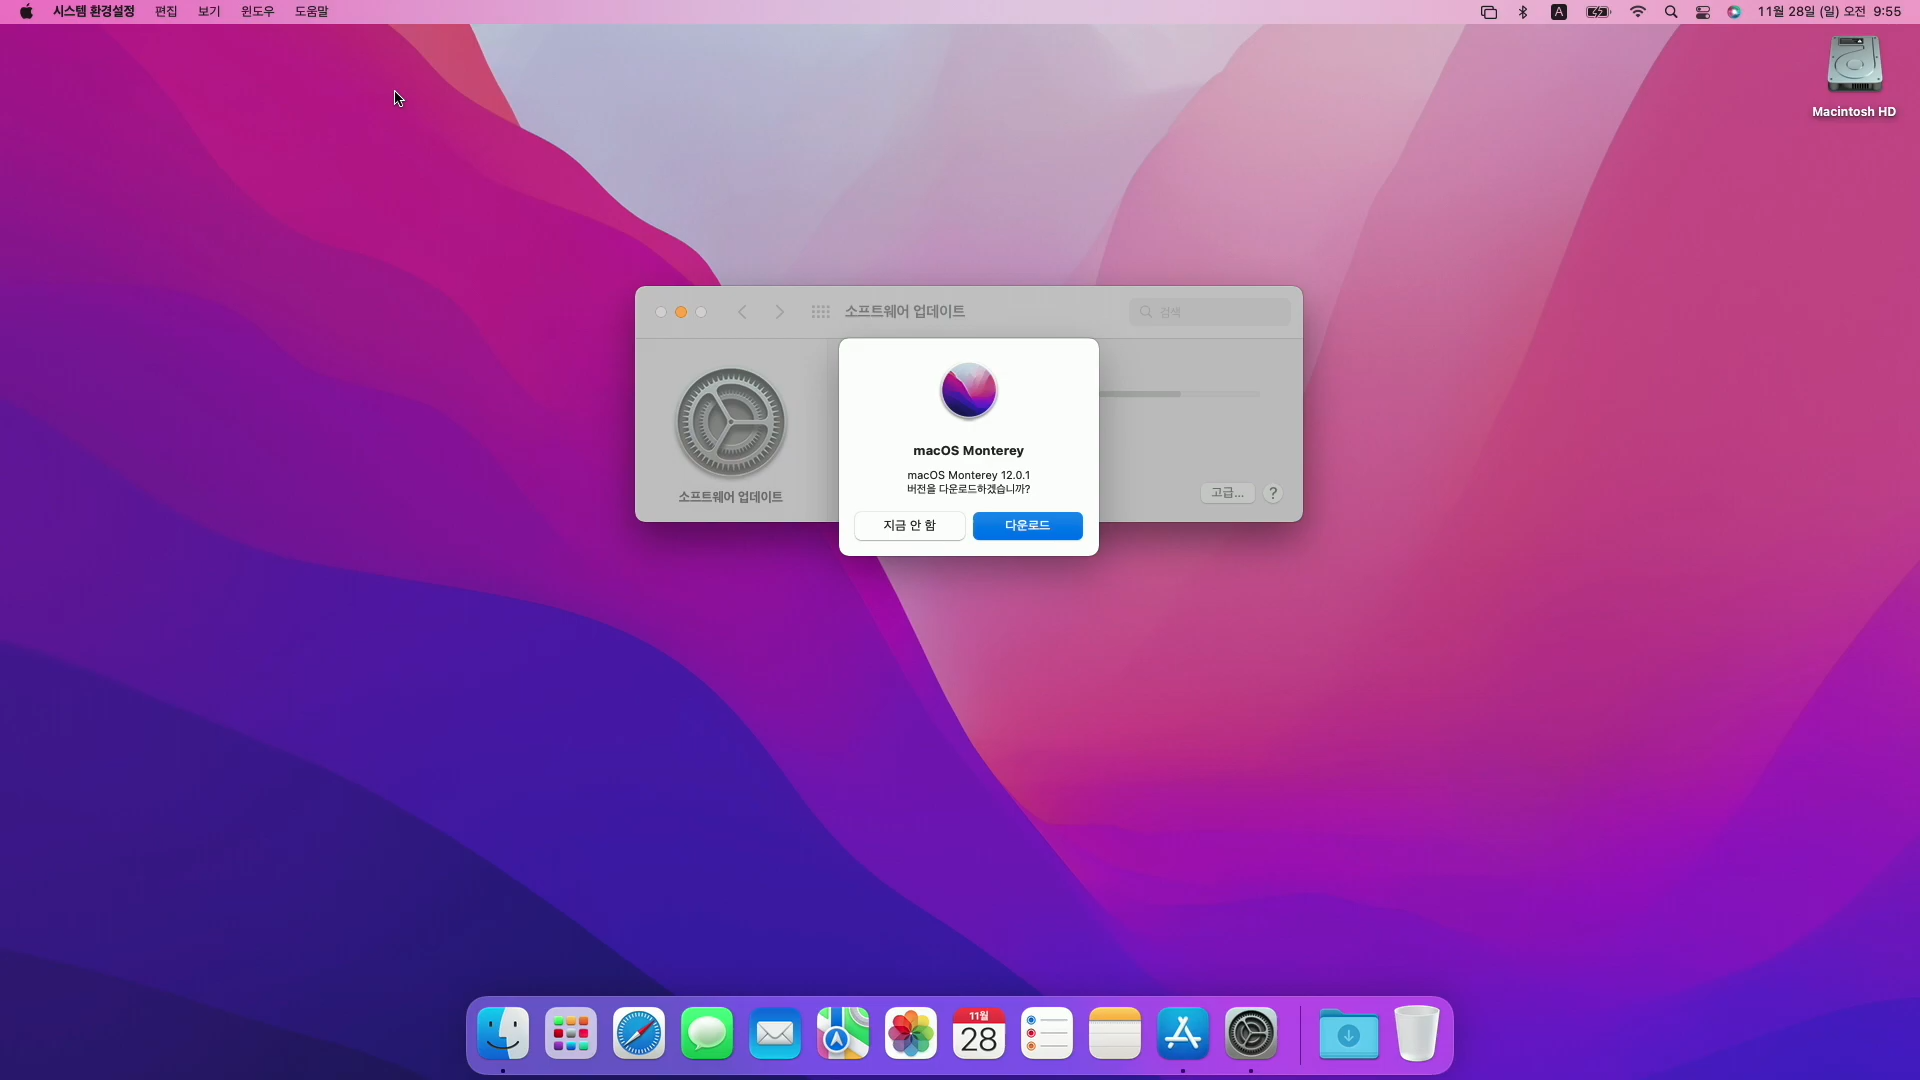 시스템 환경설정 편집 보기 윈도우 도움말 A 11월 28일 (일) 오전 9:55
Macintosh HD
소프트웨어 업데이트 검색
macOS Monterey
macOS Monterey 12.0.1
버전을 다운로드하겠습니까?
지금 안 함 다운로드
소프트웨어 업데이트
고급... ?
11월
28